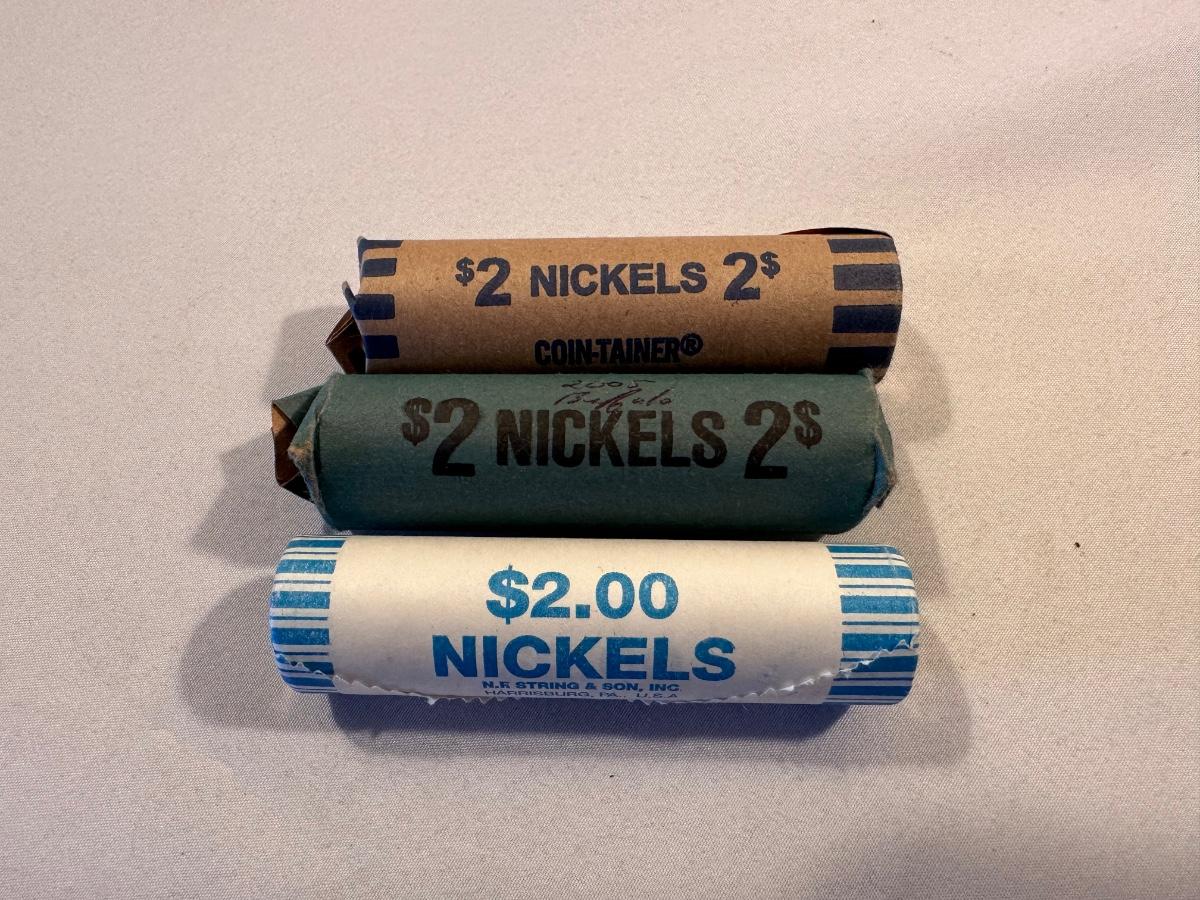 $2 NICKELS 2$
COIN-TAINER®
2005
Buffalo
$2 NICKELS 2$
$2.00
NICKELS
N.F. STRING & SON, INC.
HARRISBURG, PA., U.S.A